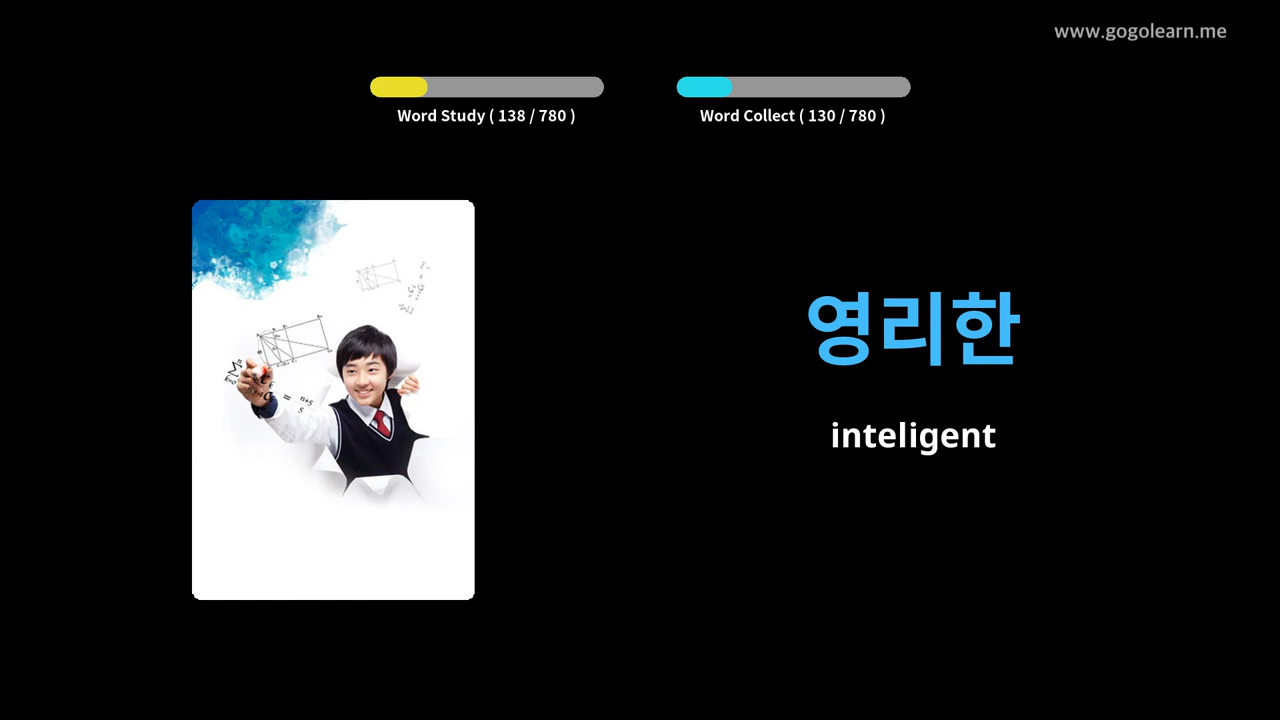 www.gogolearn.me
Word Study ( 138 / 780 )
Word Collect ( 130 / 780 )
영리한
inteligent